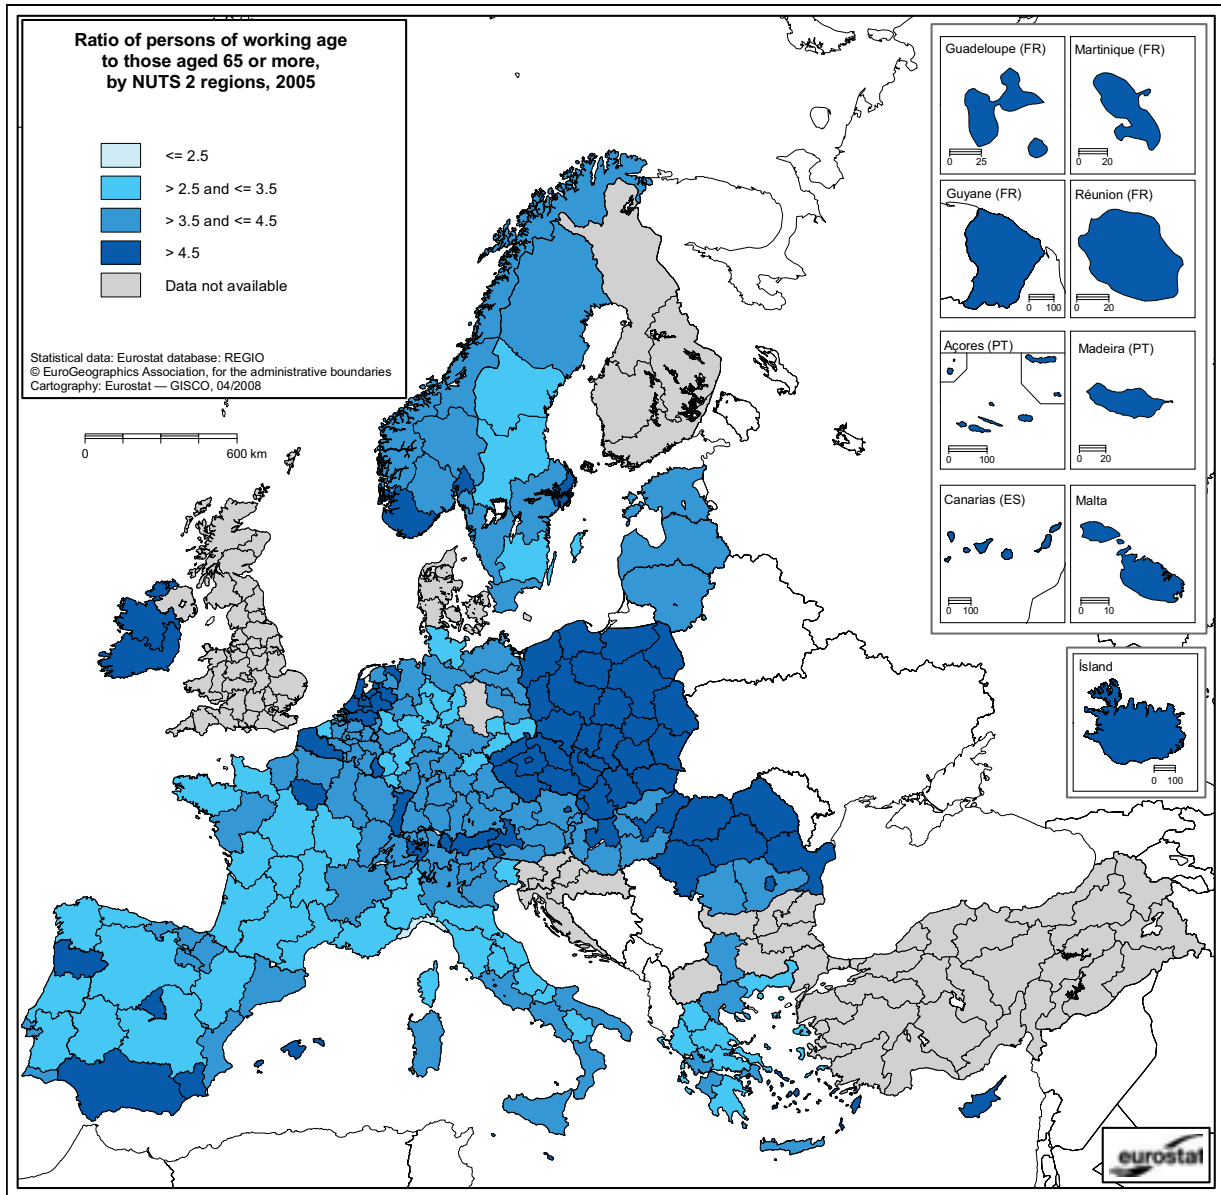 Ratio of persons of working age
to those aged 65 or more,
by NUTS 2 regions, 2005
<= 2.5
> 2.5 and <= 3.5
> 3.5 and <= 4.5
> 4.5
Data not available
Statistical data: Eurostat database: REGIO
© EuroGeographics Association, for the administrative boundaries
Cartography: Eurostat — GISCO, 04/2008
0 600 km
Guadeloupe (FR)
0 25
Martinique (FR)
0 20
Guyane (FR)
0 100
Réunion (FR)
0 20
Açores (PT)
0 100
Madeira (PT)
0 20
Canarias (ES)
0 100
Malta
0 10
Ísland
0 100
eurostat